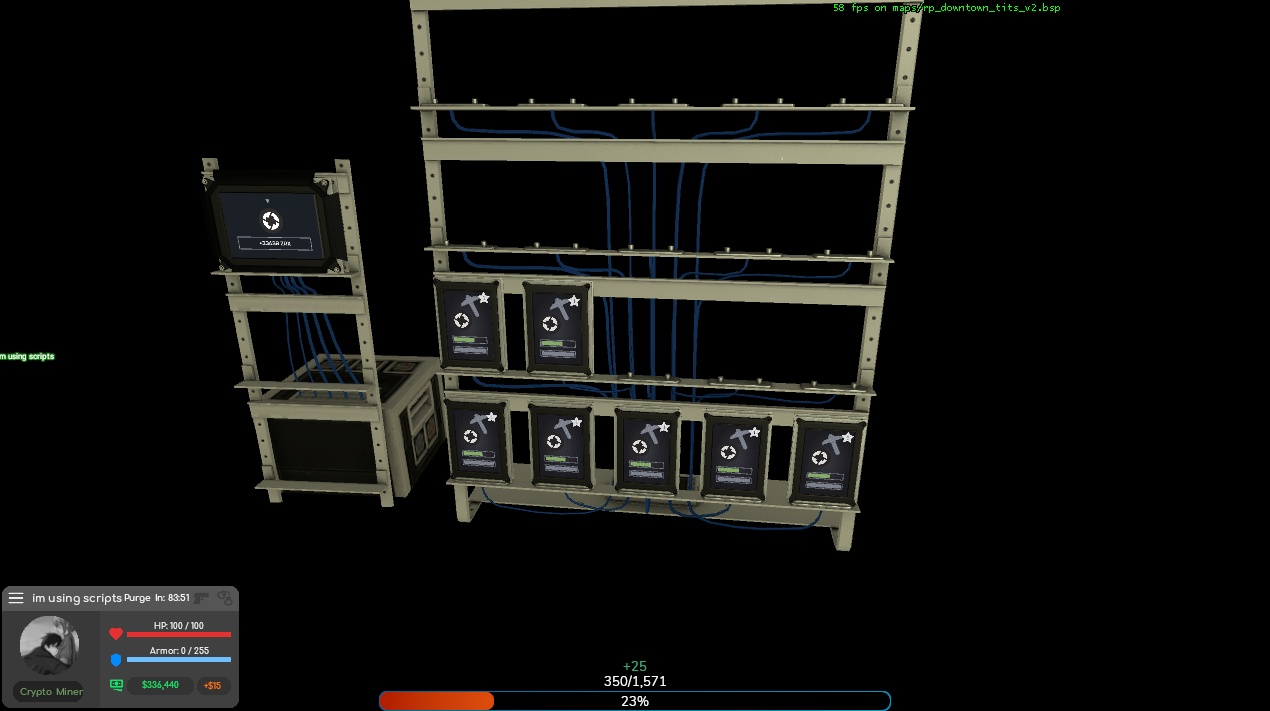 58 fps on maps/rp_downtown_tits_v2.bsp
m using scripts
im using scripts Purge In: 83:51
HP: 100 / 100
Armor: 0 / 255
$336,440 +$15
Crypto Miner
+25
350/1,571
23%